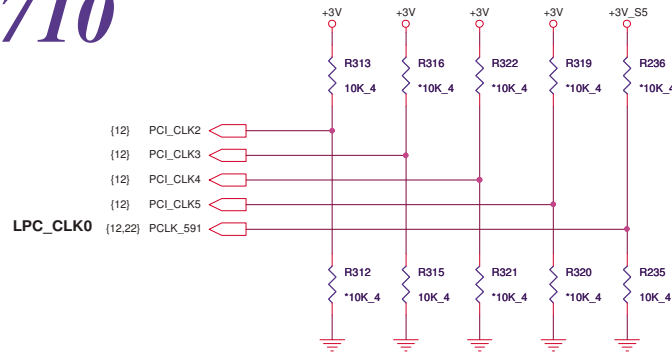 710
+3V +3V +3V +3V +3V_S5
R313 R316 R322 R319 R236
10K_4 *10K_4 *10K_4 *10K_4 *10K_4
{12} PCI_CLK2
{12} PCI_CLK3
{12} PCI_CLK4
{12} PCI_CLK5
LPC_CLK0 {12,22} PCLK_591
R312 R315 R321 R320 R235
*10K_4 10K_4 *10K_4 *10K_4 10K_4